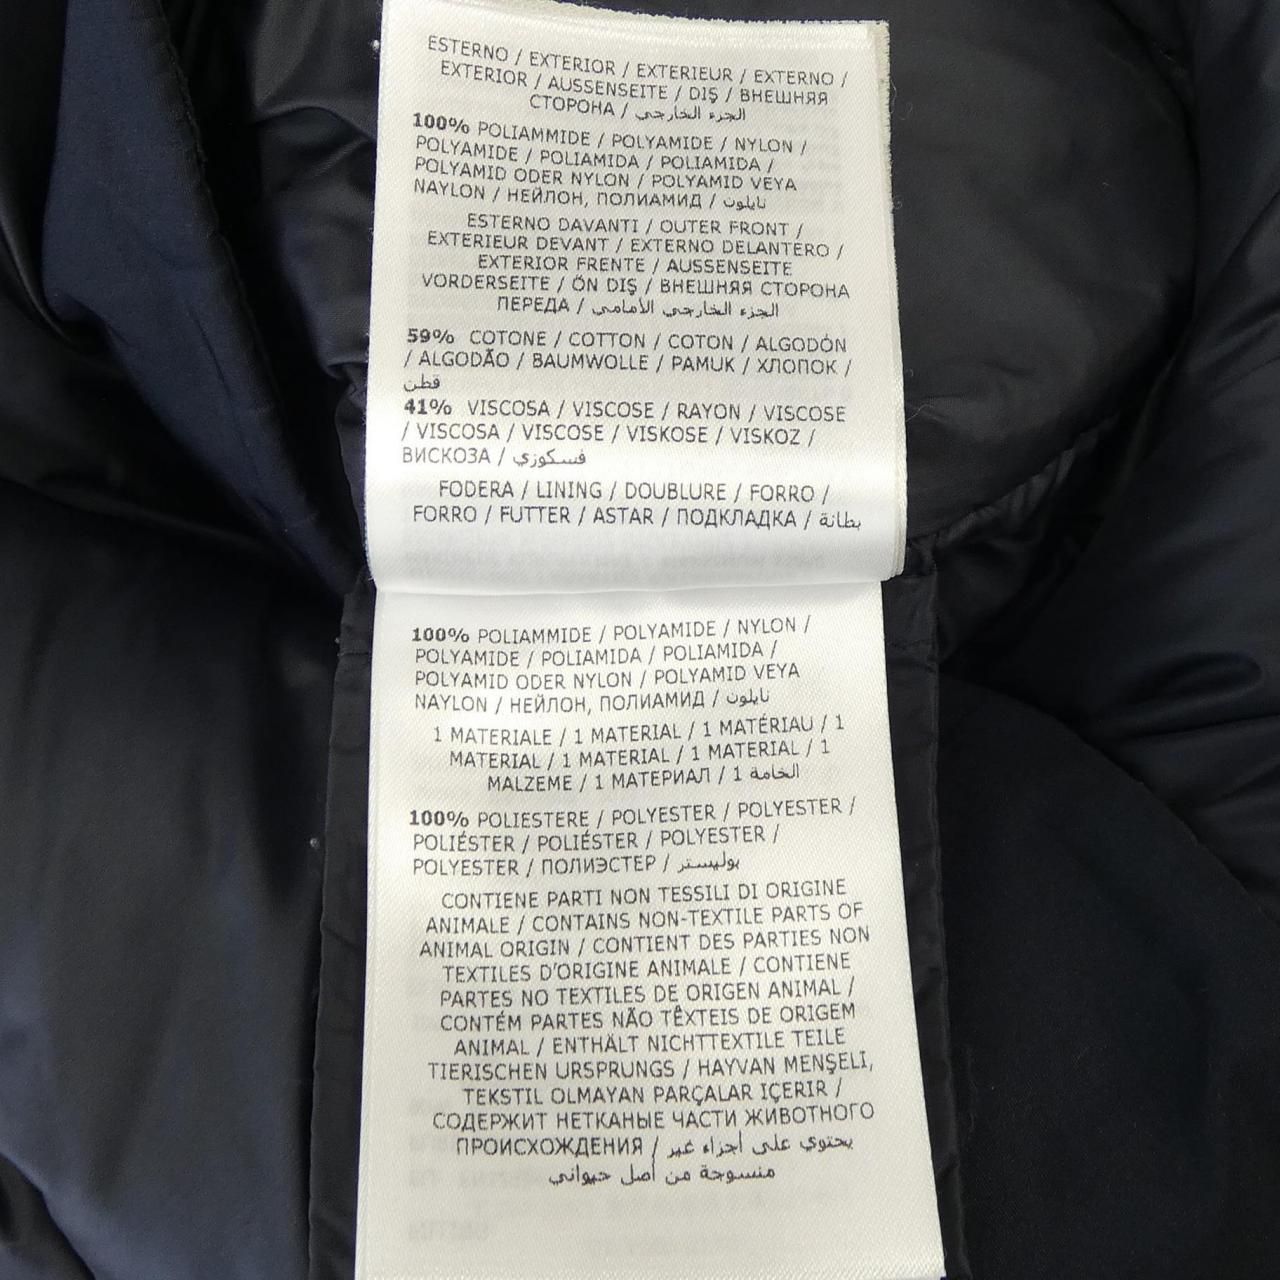 ESTERNO / EXTERIOR / EXTERIEUR / EXTERNO /
EXTERIOR / AUSSENSEITE / DIŞ / ВНЕШНЯЯ
СТОРОНА / الجزء الخارجي
100% POLIAMMIDE / POLYAMIDE / NYLON /
POLYAMIDE / POLIAMIDA / POLIAMIDA /
POLYAMID ODER NYLON / POLYAMID VEYA
NAYLON / НЕЙЛОН, ПОЛИАМИД / نايلون
ESTERNO DAVANTI / OUTER FRONT /
EXTERIEUR DEVANT / EXTERNO DELANTERO /
EXTERIOR FRENTE / AUSSENSEITE
VORDERSEITE / ÖN DIŞ / ВНЕШНЯЯ СТОРОНА
ПЕРЕДА / الجزء الخارجي الأمامي
59% COTONE / COTTON / COTON / ALGODÓN
/ ALGODÃO / BAUMWOLLE / PAMUK / ХЛОПОК /
قطن
41% VISCOSA / VISCOSE / RAYON / VISCOSE
/ VISCOSA / VISCOSE / VISKOSE / VISKOZ /
ВИСКОЗА / فسكوزي
FODERA / LINING / DOUBLURE / FORRO /
FORRO / FUTTER / ASTAR / ПОДКЛАДКА / بطانة
100% POLIAMMIDE / POLYAMIDE / NYLON /
POLYAMIDE / POLIAMIDA / POLIAMIDA /
POLYAMID ODER NYLON / POLYAMID VEYA
NAYLON / НЕЙЛОН, ПОЛИАМИД / نايلون
1 MATERIALE / 1 MATERIAL / 1 MATÉRIAU / 1
MATERIAL / 1 MATERIAL / 1 MATERIAL / 1
MALZEME / 1 МАТЕРИАЛ / 1 الخامة
100% POLIESTERE / POLYESTER / POLYESTER /
POLIÉSTER / POLIÉSTER / POLYESTER /
POLYESTER / ПОЛИЭСТЕР / بوليستر
CONTIENE PARTI NON TESSILI DI ORIGINE
ANIMALE / CONTAINS NON-TEXTILE PARTS OF
ANIMAL ORIGIN / CONTIENT DES PARTIES NON
TEXTILES D'ORIGINE ANIMALE / CONTIENE
PARTES NO TEXTILES DE ORIGEN ANIMAL /
CONTÉM PARTES NÃO TÊXTEIS DE ORIGEM
ANIMAL / ENTHÄLT NICHTTEXTILE TEILE
TIERISCHEN URSPRUNGS / HAYVAN MENŞELİ,
TEKSTIL OLMAYAN PARÇALAR IÇERIR /
СОДЕРЖИТ НЕТКАНЫЕ ЧАСТИ ЖИВОТНОГО
ПРОИСХОЖДЕНИЯ / يحتوي على أجزاء غير
منسوجة من أصل حيواني